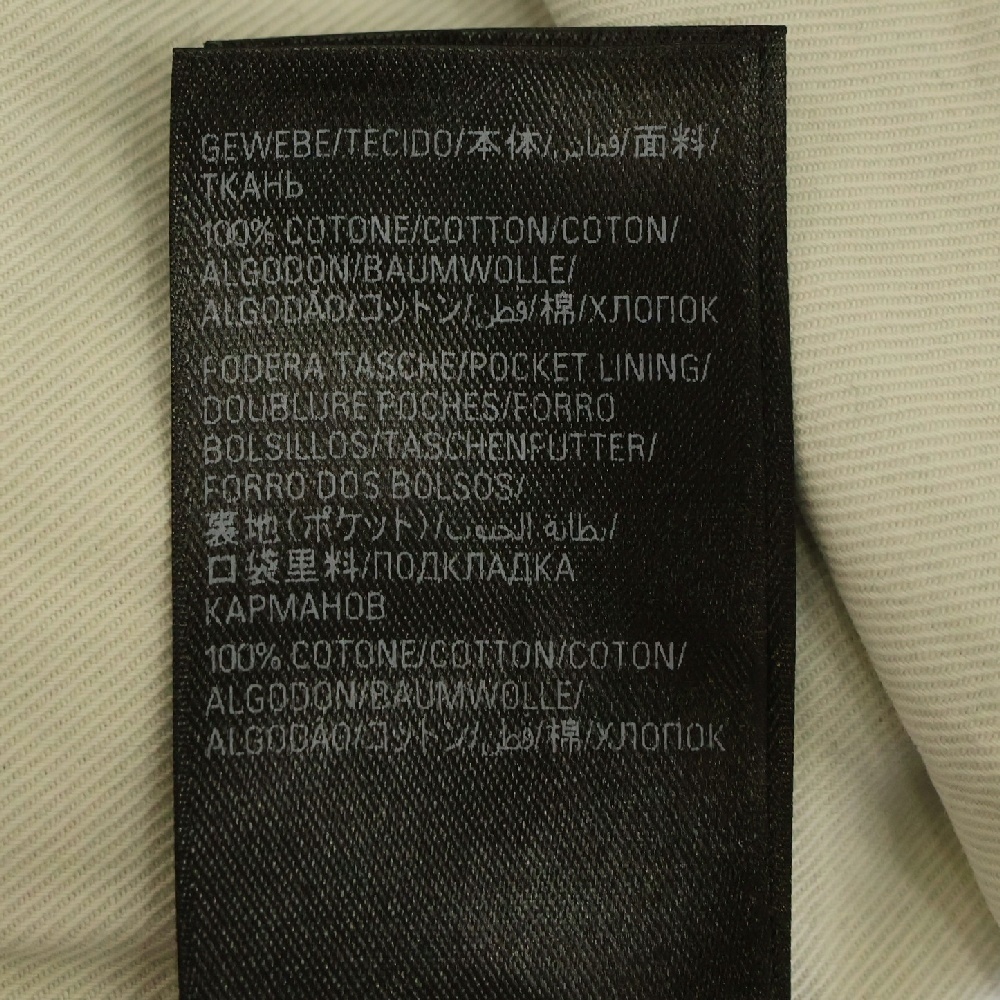 GEWEBE/TECIDO/本体/قماش/面料/
ТКАНЬ
100% COTONE/COTTON/COTON/
ALGODON/BAUMWOLLE/
ALGODÃO/コットン/قطن/棉/ХЛОПОК
FODERA TASCHE/POCKET LINING/
DOUBLURE POCHES/FORRO
BOLSILLOS/TASCHENFUTTER/
FORRO DOS BOLSOS/
裏地(ポケット)/بطانة الجيوب/
口袋里料/ПОДКЛАДКА
КАРМАНОВ
100% COTONE/COTTON/COTON/
ALGODON/BAUMWOLLE/
ALGODÃO/コットン/قطن/棉/ХЛОПОК